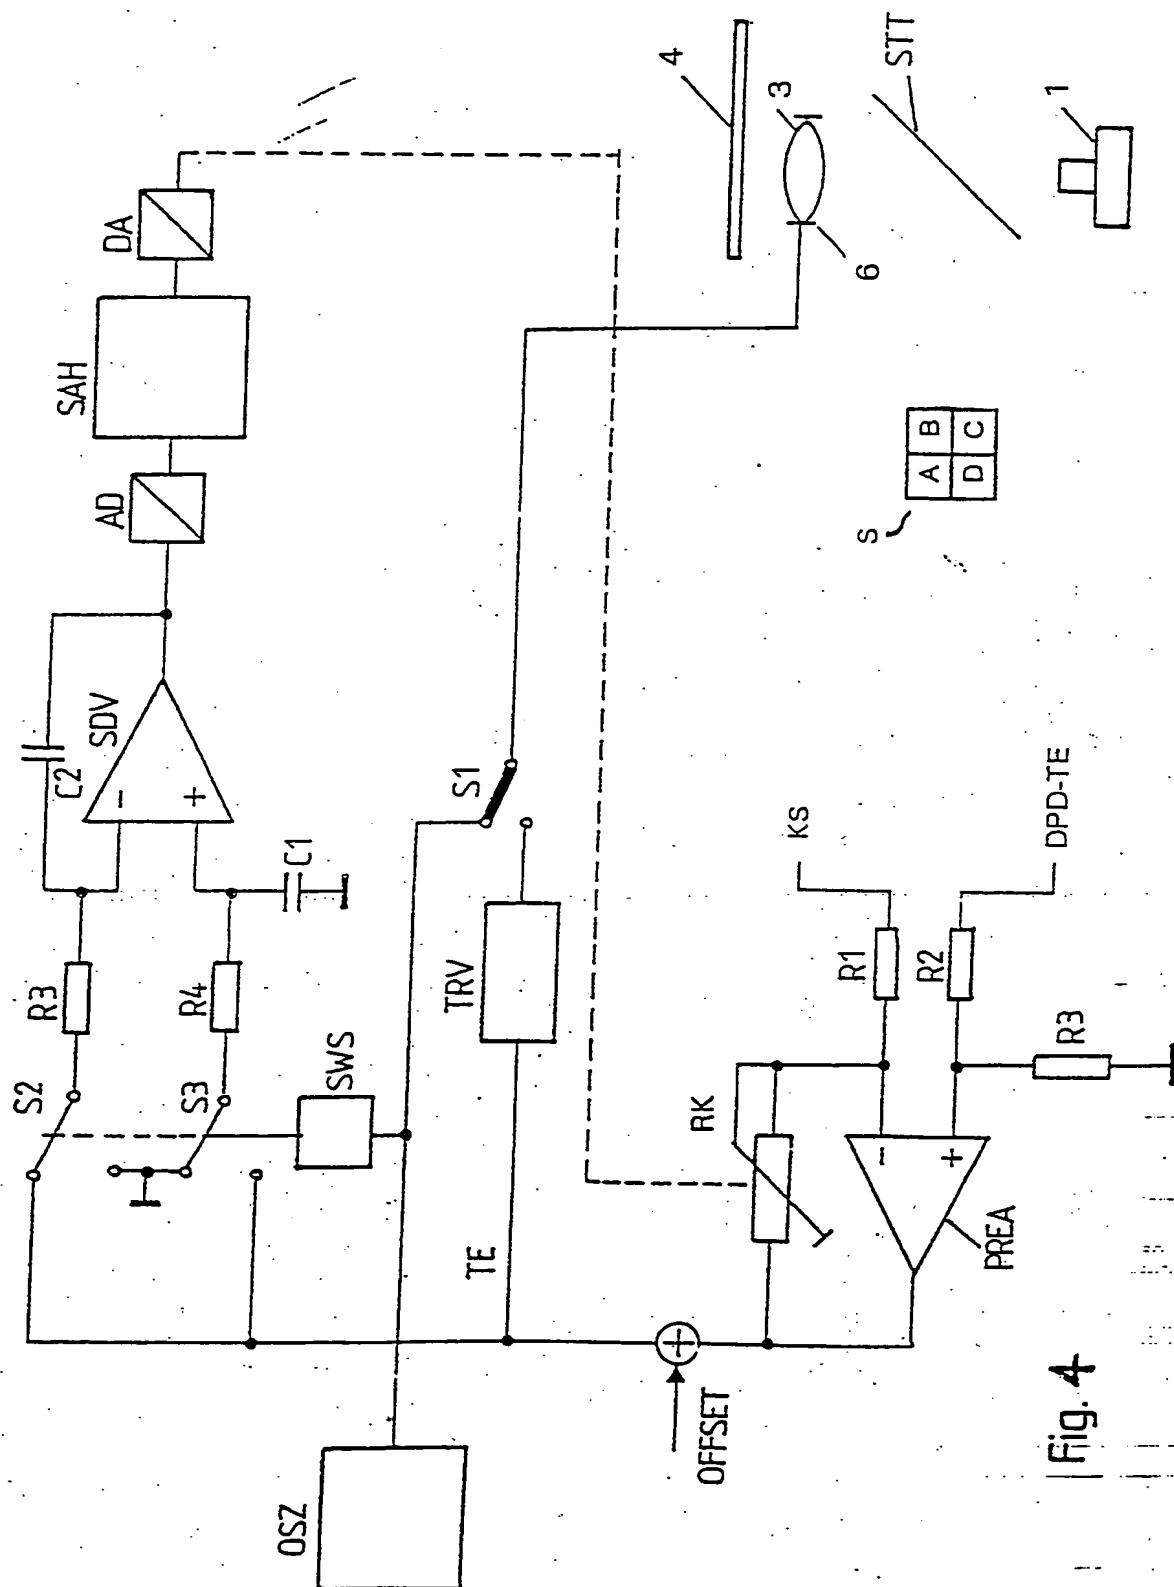 OSZ
S2
R3
C2
SDV
AD
SAH
DA
S3
R4
C1
SWS
S1
TRV
TE
OFFSET
RK
R1
KS
R2
DPD-TE
R3
PREA
S
A B
D C
4
3
6
STT
1
Fig. 4